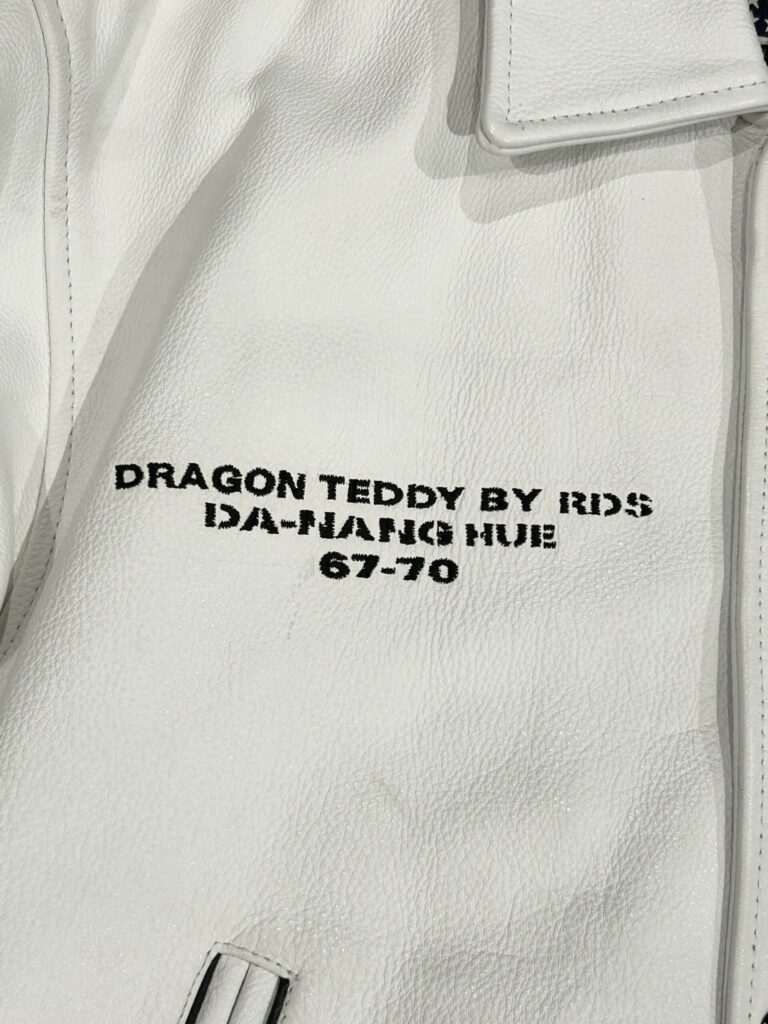 DRAGON TEDDY BY RDS
DA-NANG HUE
67-70